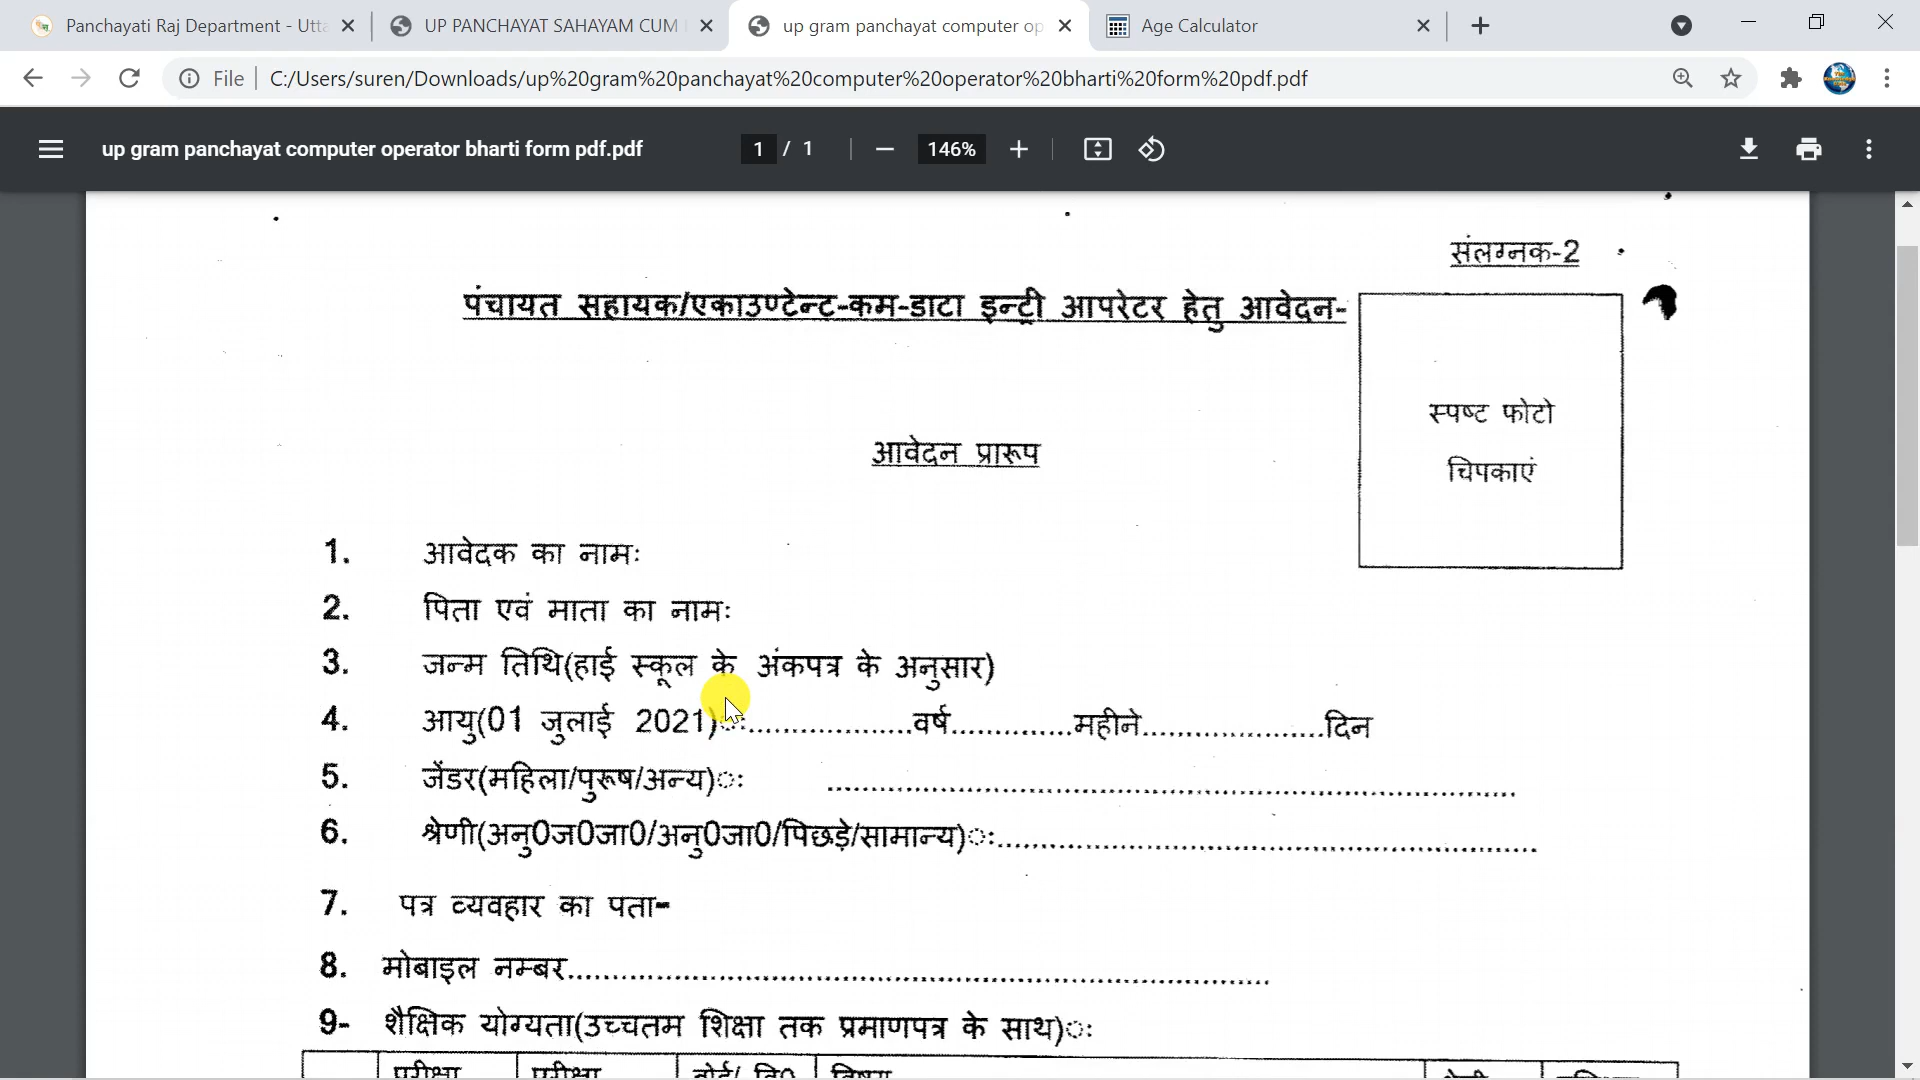 Panchayati Raj Department - Utta
UP PANCHAYAT SAHAYAM CUM
up gram panchayat computer op
Age Calculator
File
C:/Users/suren/Downloads/up%20gram%20panchayat%20computer%20operator%20bharti%20form%20pdf.pdf
up gram panchayat computer operator bharti form pdf.pdf
1 / 1
146%
संलग्नक-2
पंचायत सहायक/एकाउण्टेन्ट-कम-डाटा इन्ट्री आपरेटर हेतु आवेदन-
स्पष्ट फोटो
चिपकाएं
आवेदन प्रारूप
1. आवेदक का नामः
2. पिता एवं माता का नामः
3. जन्म तिथि(हाई स्कूल के अंकपत्र के अनुसार)
4. आयु(01 जुलाई 2021)ः...................वर्ष..............महीने.....................दिन
5. जेंडर(महिला/पुरूष/अन्य)ः ................................................................................
6. श्रेणी(अनु0ज0जा0/अनु0जा0/पिछड़े/सामान्य)ः..............................................................
7. पत्र व्यवहार का पता-
8. मोबाइल नम्बर................................................................................
9- शैक्षिक योग्यता(उच्चतम शिक्षा तक प्रमाणपत्र के साथ)ः
परीक्षा परीक्षा बोर्ड/ वि0 विषय